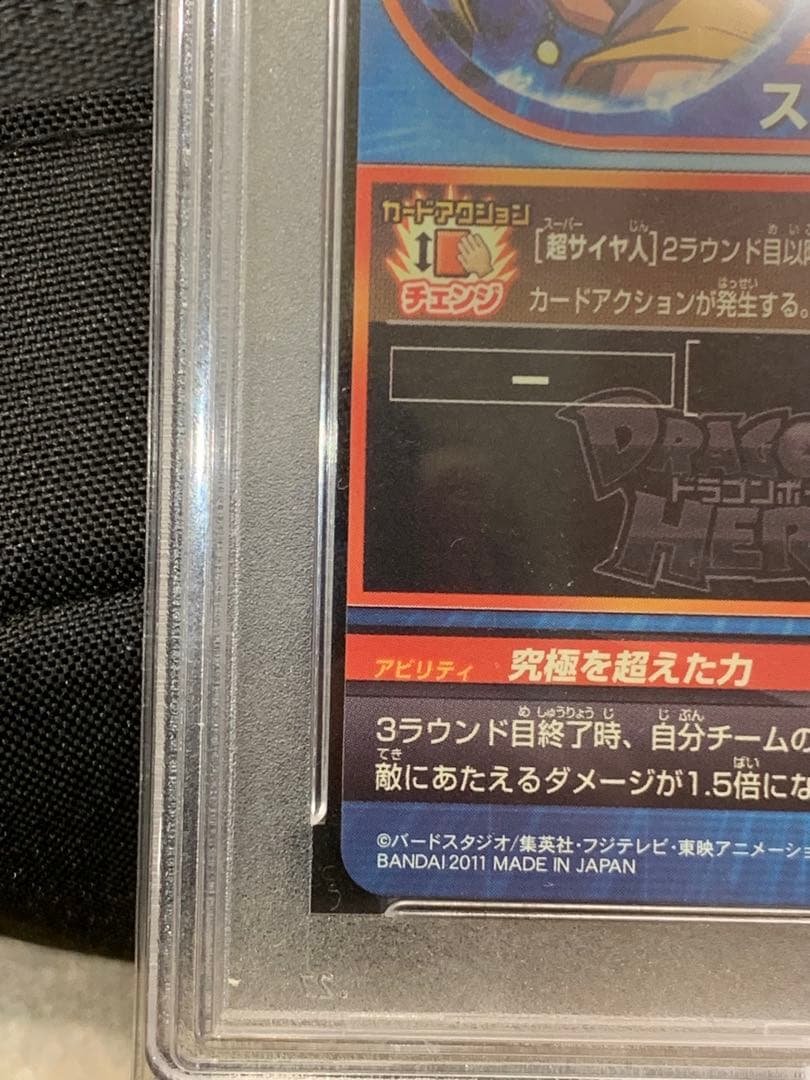 ス
カードアクション
チェンジ
[超サイヤ人]2ラウンド目以降
カードアクションが発生する。
ー
DRAGO
ドラゴンボ
HER
アビリティ 究極を超えた力
3ラウンド目終了時、自分チームの
敵にあたえるダメージが1.5倍にな
©バードスタジオ/集英社・フジテレビ・東映アニメーショ
BANDAI 2011 MADE IN JAPAN